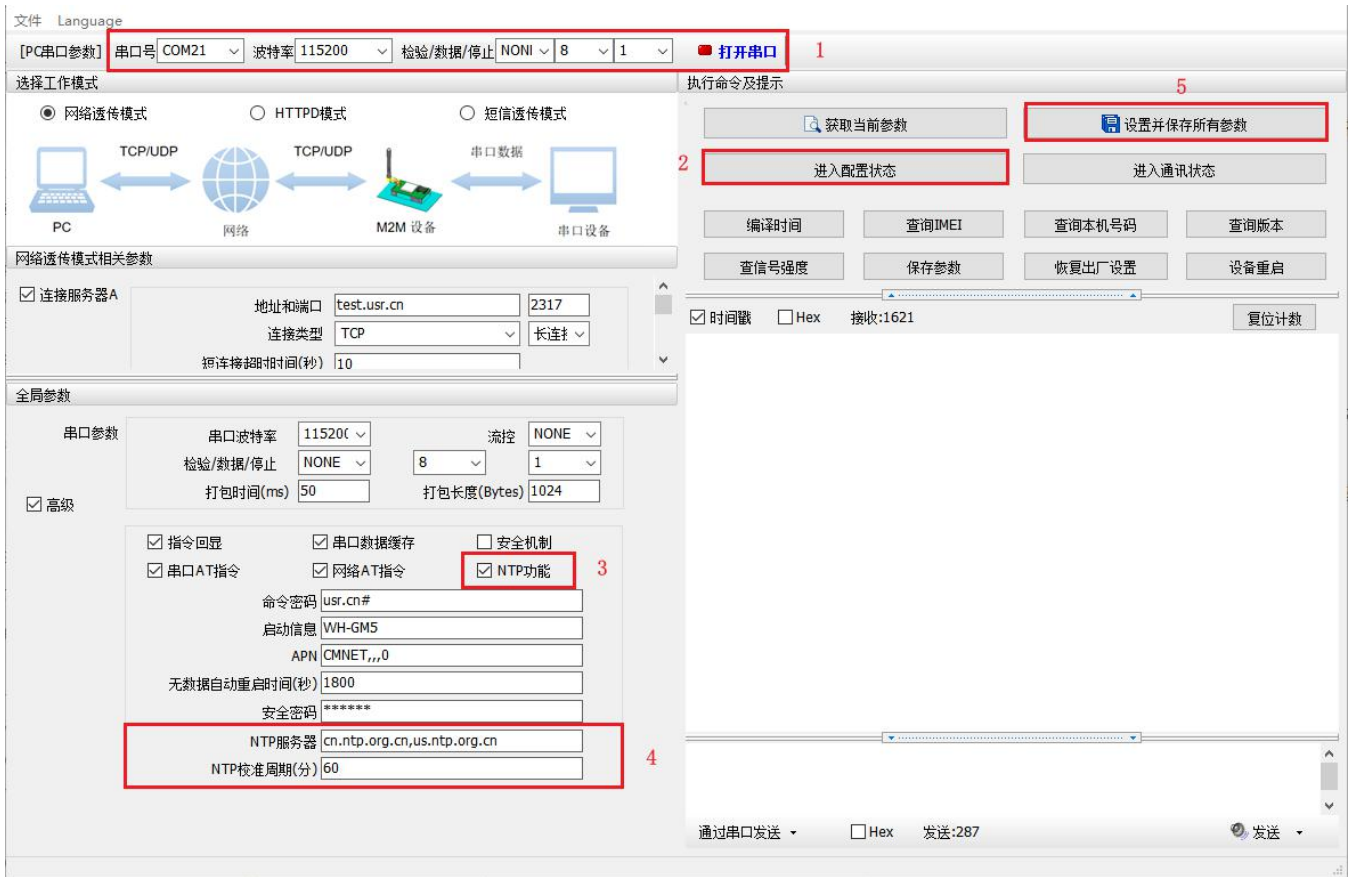 文件 Language
[PC串口参数] 串口号 COM21 波特率 115200 检验/数据/停止 NONI 8 1 打开串口 1
选择工作模式
网络透传模式 HTTPD模式 短信透传模式
TCP/UDP TCP/UDP 串口数据
PC 网络 M2M 设备 串口设备
网络透传模式相关参数
连接服务器A
地址和端口 test.usr.cn 2317
连接类型 TCP 长连接
短连接超时时间(秒) 10
全局参数
串口参数 串口波特率 11520( 流控 NONE
检验/数据/停止 NONE 8 1
打包时间(ms) 50 打包长度(Bytes) 1024
高级
指令回显 串口数据缓存 安全机制
串口AT指令 网络AT指令 NTP功能 3
命令密码 usr.cn#
启动信息 WH-GM5
APN CMNET,,,0
无数据自动重启时间(秒) 1800
安全密码 ******
NTP服务器 cn.ntp.org.cn,us.ntp.org.cn
NTP校准周期(分) 60
4
执行命令及提示
5
获取当前参数 设置并保存所有参数
2 进入配置状态 进入通讯状态
编译时间 查询IMEI 查询本机号码 查询版本
查信号强度 保存参数 恢复出厂设置 设备重启
时间戳 Hex 接收:1621 复位计数
通过串口发送 Hex 发送:287 发送